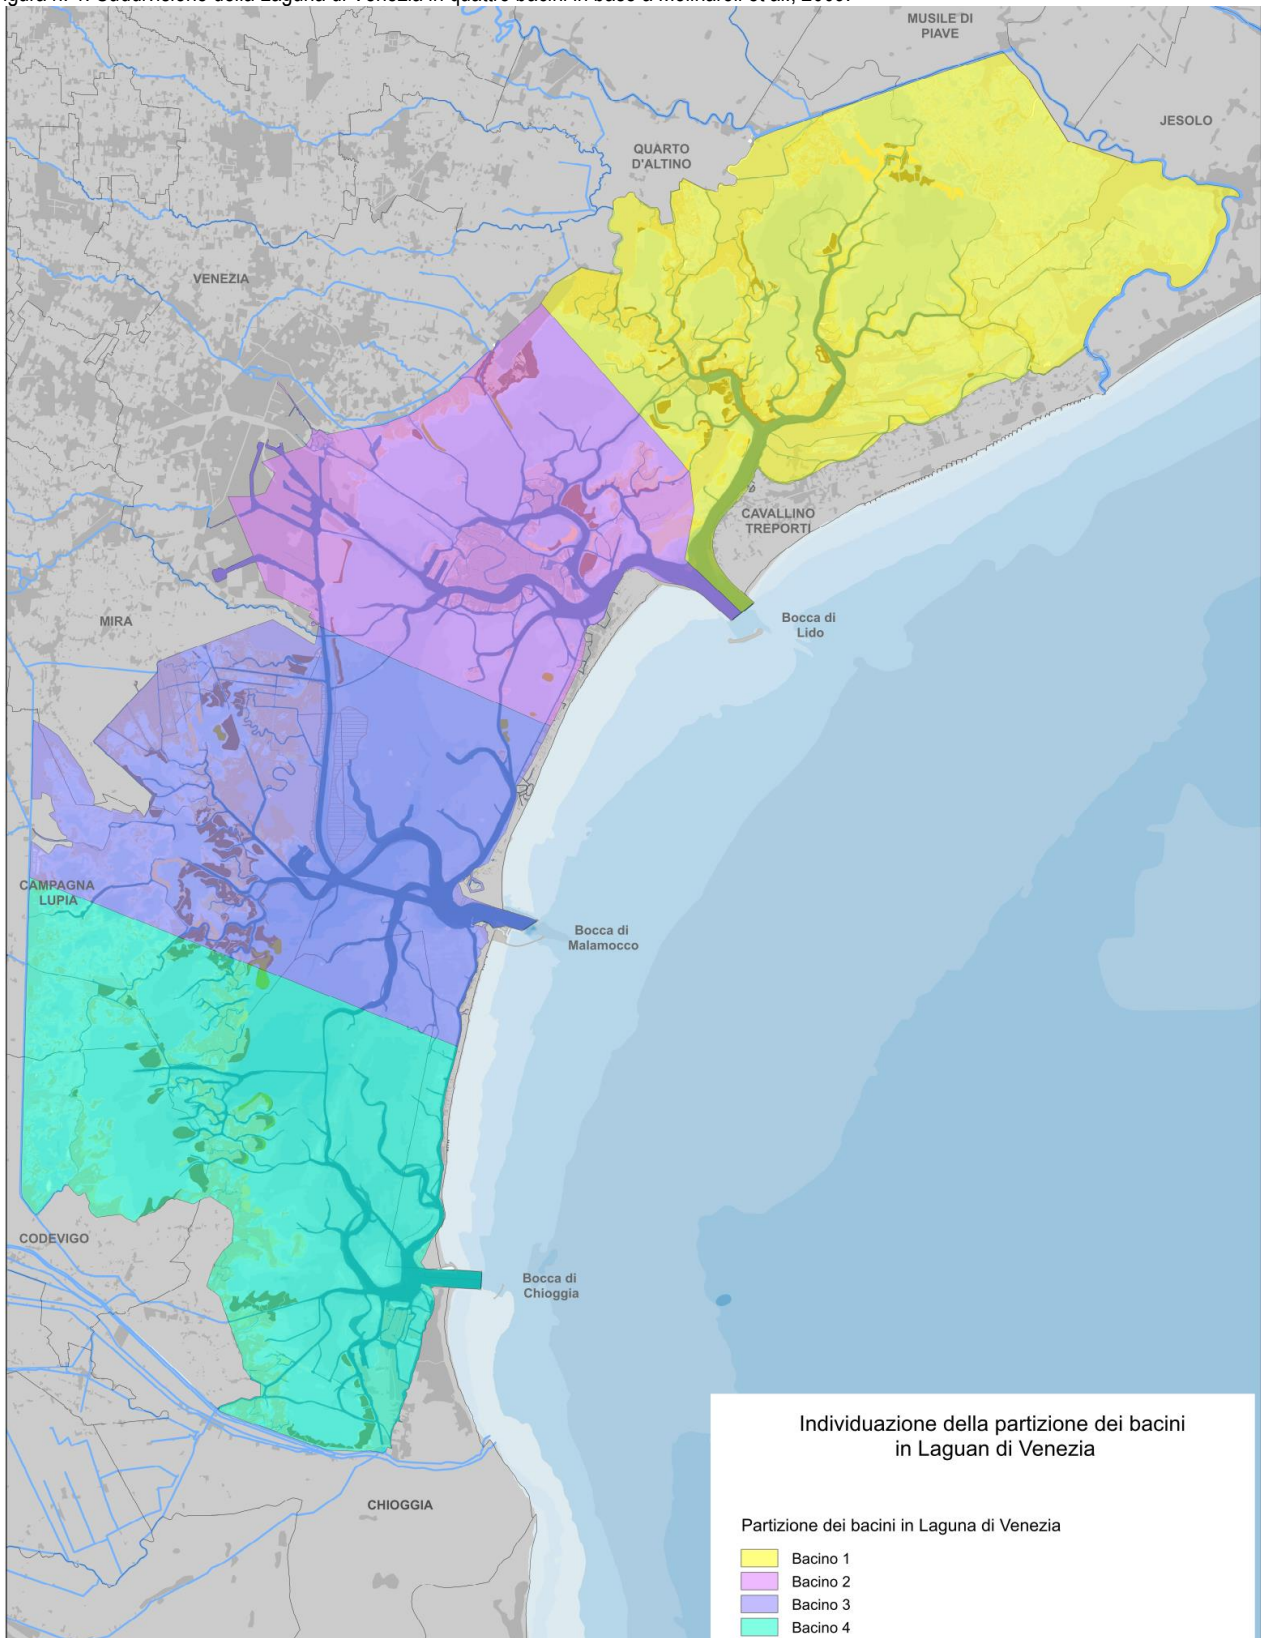 MUSILE DI
PIAVE
JESOLO
QUARTO
D'ALTINO
VENEZIA
CAVALLINO
TREPORTI
Bocca di
Lido
MIRA
CAMPAGNA
LUPIA
Bocca di
Malamocco
CODEVIGO
Bocca di
Chioggia
CHIOGGIA
Individuazione della partizione dei bacini
in Laguan di Venezia
Partizione dei bacini in Laguna di Venezia
Bacino 1
Bacino 2
Bacino 3
Bacino 4